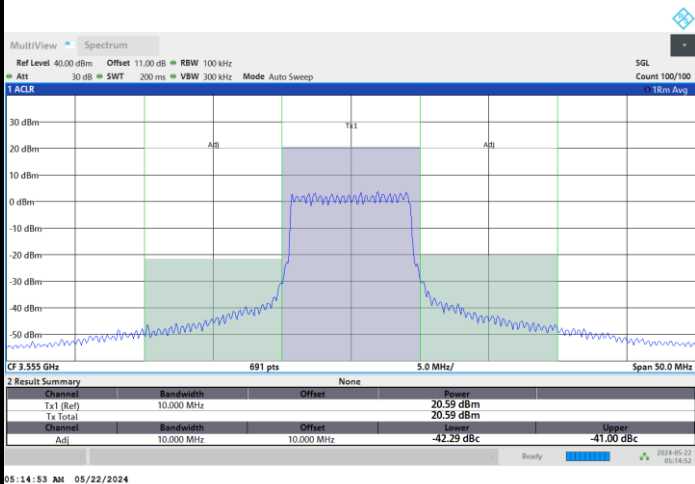 MultiView Spectrum
Ref Level 40.00 dBm Offset 11.00 dB RBW 100 kHz SGL
Att 30 dB SWT 200 ms VBW 300 kHz Mode Auto Sweep Count 100/100
1 ACLR 1Rm Avg
30 dBm
Tx1
20 dBm Adj Adj
10 dBm
0 dBm
-10 dBm
-20 dBm
-30 dBm
-40 dBm
-50 dBm
CF 3.555 GHz 691 pts 5.0 MHz/ Span 50.0 MHz
2 Result Summary None
Channel Bandwidth Offset Power
Tx1 (Ref) 10.000 MHz 20.59 dBm
Tx Total 20.59 dBm
Channel Bandwidth Offset Lower Upper
Adj 10.000 MHz 10.000 MHz -42.29 dBc -41.00 dBc
Ready 2024-05-22
05:14:52
05:14:53 AM 05/22/2024